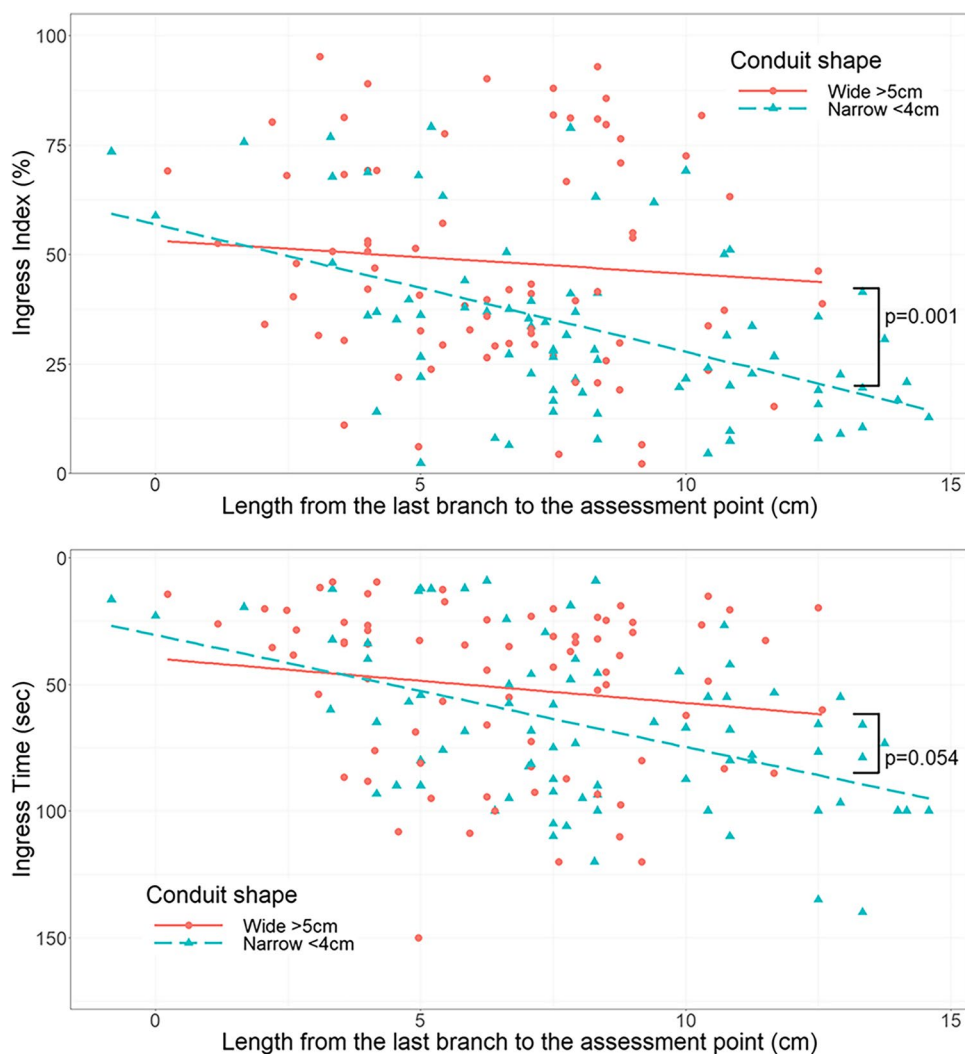 100
75
50
25
0
Ingress Index (%)
Conduit shape
Wide >5cm
Narrow <4cm
p=0.001
0 5 10 15
Length from the last branch to the assessment point (cm)
0
50
100
150
Ingress Time (sec)
p=0.054
Conduit shape
Wide >5cm
Narrow <4cm
0 5 10 15
Length from the last branch to the assessment point (cm)